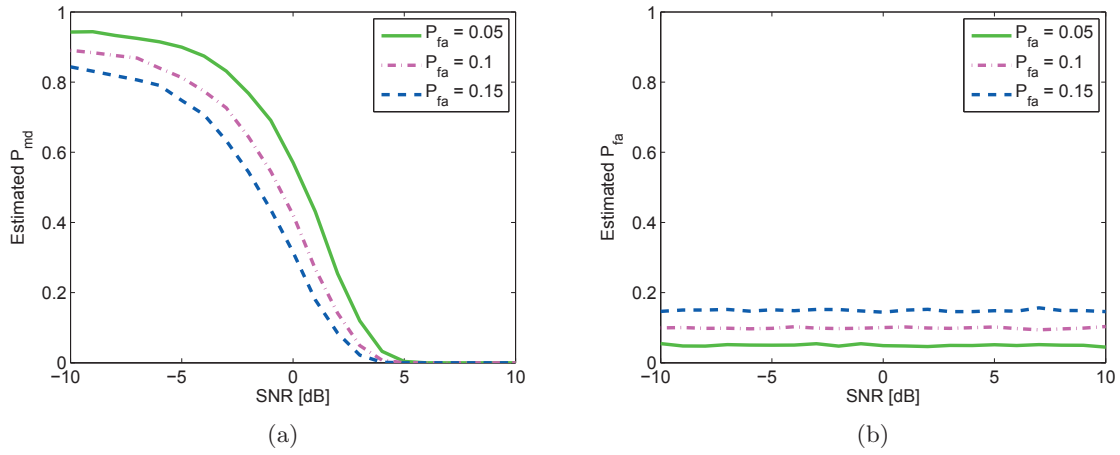 1
0.8
0.6
0.4
0.2
0
Estimated P_md
−10
−5
0
5
10
SNR [dB]
P_fa = 0.05
P_fa = 0.1
P_fa = 0.15
(a)
1
0.8
0.6
0.4
0.2
0
Estimated P_fa
−10
−5
0
5
10
SNR [dB]
P_fa = 0.05
P_fa = 0.1
P_fa = 0.15
(b)